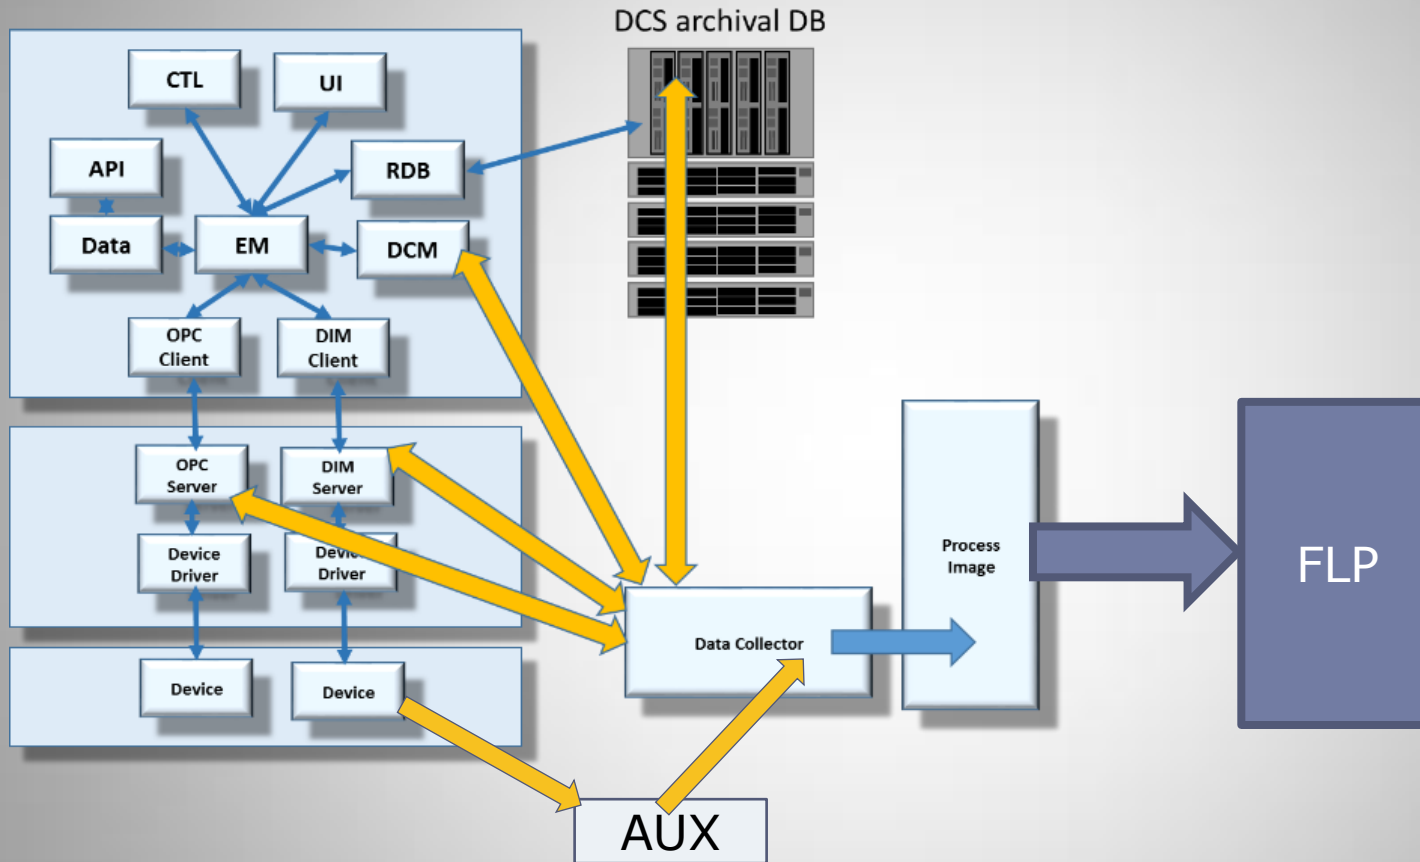 DCS archival DB
CTL
UI
API
RDB
Data
EM
DCM
OPC
Client
DIM
Client
OPC
Server
DIM
Server
Device
Driver
Device
Driver
Process
Image
FLP
Data Collector
Device
Device
AUX